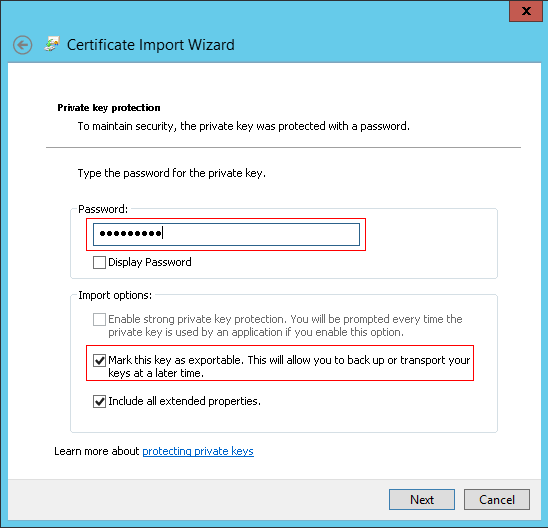 x
Certificate Import Wizard
Private key protection
To maintain security, the private key was protected with a password.
Type the password for the private key.
Password:
●●●●●●●●●
Display Password
Import options:
Enable strong private key protection. You will be prompted every time the
private key is used by an application if you enable this option.
Mark this key as exportable. This will allow you to back up or transport your
keys at a later time.
Include all extended properties.
Learn more about protecting private keys
Next Cancel